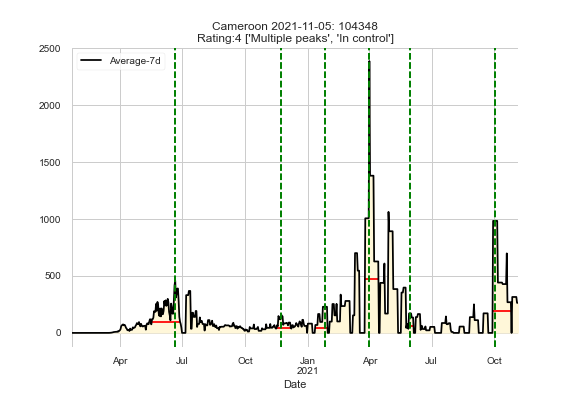 Cameroon 2021-11-05: 104348
Rating:4 ['Multiple peaks', 'In control']
Average-7d
2500
2000
1500
1000
500
0
Apr Jul Oct Jan Apr Jul Oct
2021
Date